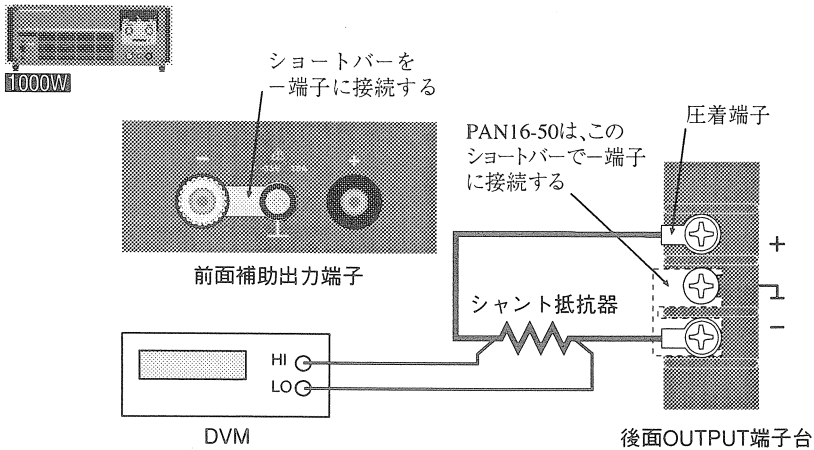 1000W
ショートバーを
－端子に接続する
－
+
前面補助出力端子
PAN16-50は、この
ショートバーで－端子
に接続する
圧着端子
+
－
シャント抵抗器
HI
LO
DVM
後面OUTPUT端子台